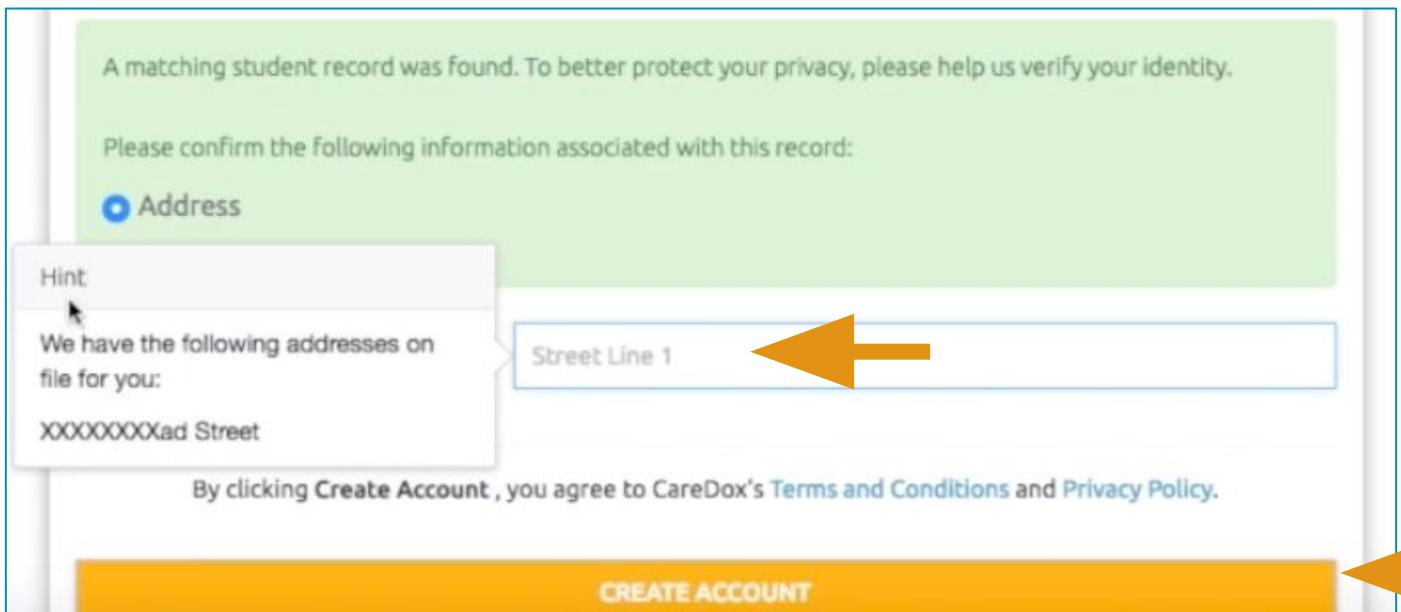 A matching student record was found. To better protect your privacy, please help us verify your identity.
Please confirm the following information associated with this record:
Address
Hint
We have the following addresses on
file for you:
XXXXXXXXad Street
Street Line 1
By clicking Create Account , you agree to CareDox's Terms and Conditions and Privacy Policy.
CREATE ACCOUNT